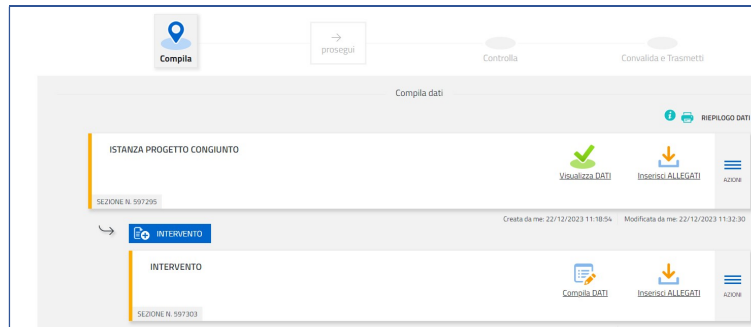 Compila
prosegui
Controlla
Convalida e Trasmetti
Compila dati
RIEPILOGO DATI
ISTANZA PROGETTO CONGIUNTO
Visualizza DATI
Inserisci ALLEGATI
AZIONI
SEZIONE N. 597295
Creata da me: 22/12/2023 11:18:54
Modificata da me: 22/12/2023 11:32:30
INTERVENTO
INTERVENTO
Compila DATI
Inserisci ALLEGATI
AZIONI
SEZIONE N. 597303